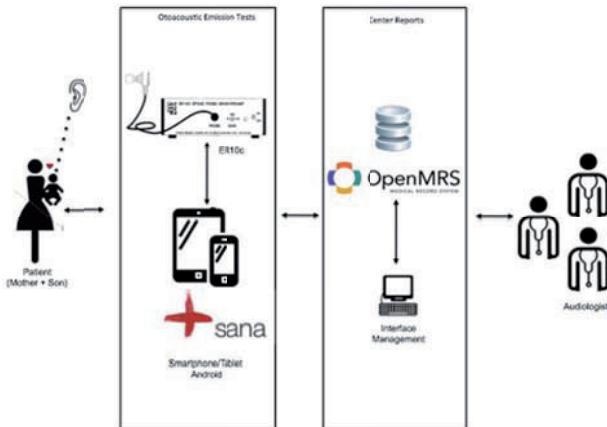 Otoacoustic Emission Tests
Center Reports
ER10c
OpenMRS
MEDICAL RECORD SYSTEM
Patient
(Mother + Son)
sana
Smartphone/Tablet
Android
Interface
Management
Audiologist